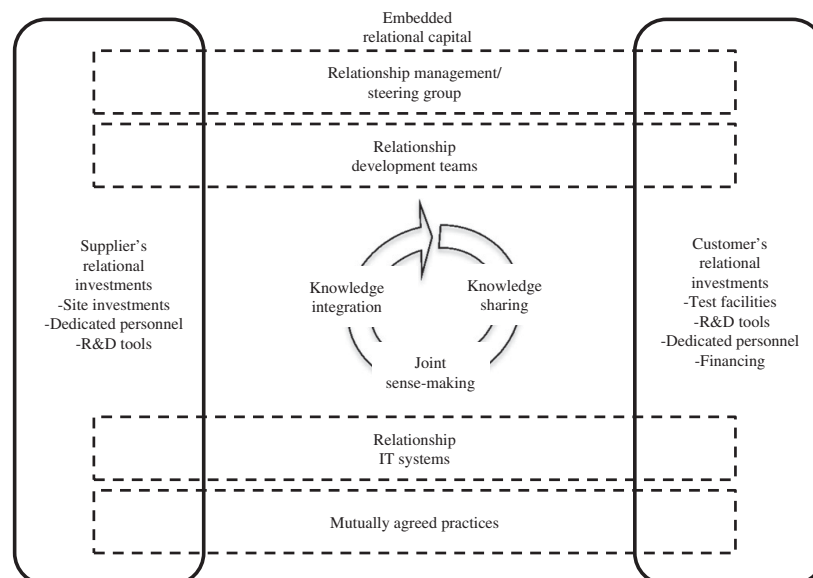 Embedded
relational capital
Relationship management/
steering group
Relationship
development teams
Supplier's
relational
investments
-Site investments
-Dedicated personnel
-R&D tools
Knowledge
integration
Knowledge
sharing
Joint
sense-making
Customer's
relational
investments
-Test facilities
-R&D tools
-Dedicated personnel
-Financing
Relationship
IT systems
Mutually agreed practices